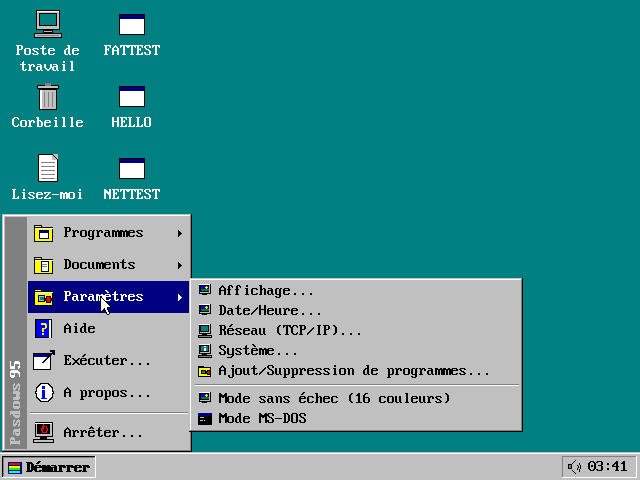 Poste de
travail
FATTEST
Corbeille
HELLO
Lisez-moi
NETTEST
Programmes
Documents
Paramètres
Aide
Exécuter...
A propos...
Arrêter...
Pasdows 95
Affichage...
Date/Heure...
Réseau (TCP/IP)...
Système...
Ajout/Suppression de programmes...
Mode sans échec (16 couleurs)
Mode MS-DOS
Démarrer
03:41